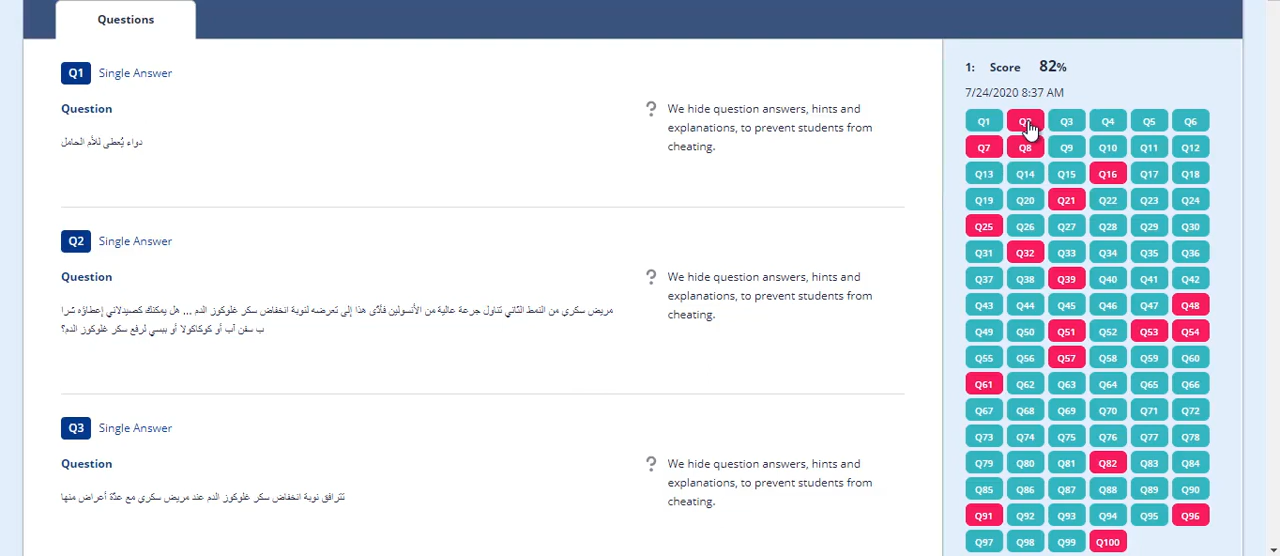 Questions
Q1 Single Answer
Question
دواء يُعطى للأم الحامل
We hide question answers, hints and
explanations, to prevent students from
cheating.
Q2 Single Answer
Question
مريض سكري من النمط الثّاني تناول جرعة عالية من الأنسولين فأدّى هذا إلى تعرضه لنوبة انخفاض سكر غلوكوز الدم ... هل يمكنك كصيدلاني إعطاؤه شرا
ب سفن آب أو كوكاكولا أو بيبسي لرفع سكر غلوكوز الدم؟
We hide question answers, hints and
explanations, to prevent students from
cheating.
Q3 Single Answer
Question
تترافق نوبة انخفاض سكر غلوكوز الدم عند مريض سكري مع عدّة أعراض منها
We hide question answers, hints and
explanations, to prevent students from
cheating.
1: Score 82%
7/24/2020 8:37 AM
Q1 Q2 Q3 Q4 Q5 Q6
Q7 Q8 Q9 Q10 Q11 Q12
Q13 Q14 Q15 Q16 Q17 Q18
Q19 Q20 Q21 Q22 Q23 Q24
Q25 Q26 Q27 Q28 Q29 Q30
Q31 Q32 Q33 Q34 Q35 Q36
Q37 Q38 Q39 Q40 Q41 Q42
Q43 Q44 Q45 Q46 Q47 Q48
Q49 Q50 Q51 Q52 Q53 Q54
Q55 Q56 Q57 Q58 Q59 Q60
Q61 Q62 Q63 Q64 Q65 Q66
Q67 Q68 Q69 Q70 Q71 Q72
Q73 Q74 Q75 Q76 Q77 Q78
Q79 Q80 Q81 Q82 Q83 Q84
Q85 Q86 Q87 Q88 Q89 Q90
Q91 Q92 Q93 Q94 Q95 Q96
Q97 Q98 Q99 Q100